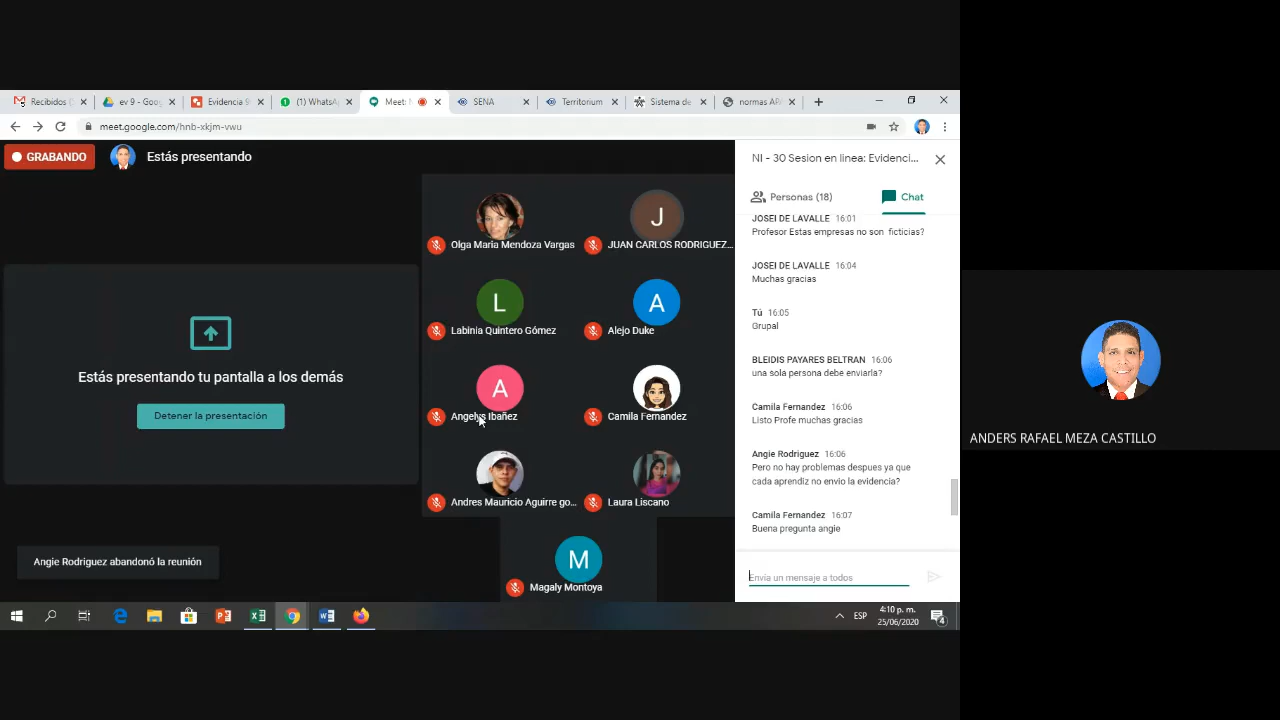 Recibidos
ev 9 - Goog
Evidencia 9
(1) WhatsA
Meet:
SENA
Territorium
Sistema de
normas AP
meet.google.com/hnb-xkjm-vwu
GRABANDO
Estás presentando
NI - 30 Sesion en linea: Evidenci...
Personas (18)
Chat
Olga Maria Mendoza Vargas
J
JUAN CARLOS RODRIGUEZ...
L
Labinia Quintero Gómez
A
Alejo Duke
A
Angelys Ibañez
Camila Fernandez
Andres Mauricio Aguirre go...
Laura Liscano
M
Magaly Montoya
Estás presentando tu pantalla a los demás
Detener la presentación
Angie Rodriguez abandonó la reunión
JOSEI DE LAVALLE 16:01
Profesor Estas empresas no son ficticias?
JOSEI DE LAVALLE 16:04
Muchas gracias
Tú 16:05
Grupal
BLEIDIS PAYARES BELTRAN 16:06
una sola persona debe enviarla?
Camila Fernandez 16:06
Listo Profe muchas gracias
Angie Rodriguez 16:06
Pero no hay problemas despues ya que
cada aprendiz no envio la evidencia?
Camila Fernandez 16:07
Buena pregunta angie
Envía un mensaje a todos
ESP
4:10 p. m.
25/06/2020
4
ANDERS RAFAEL MEZA CASTILLO